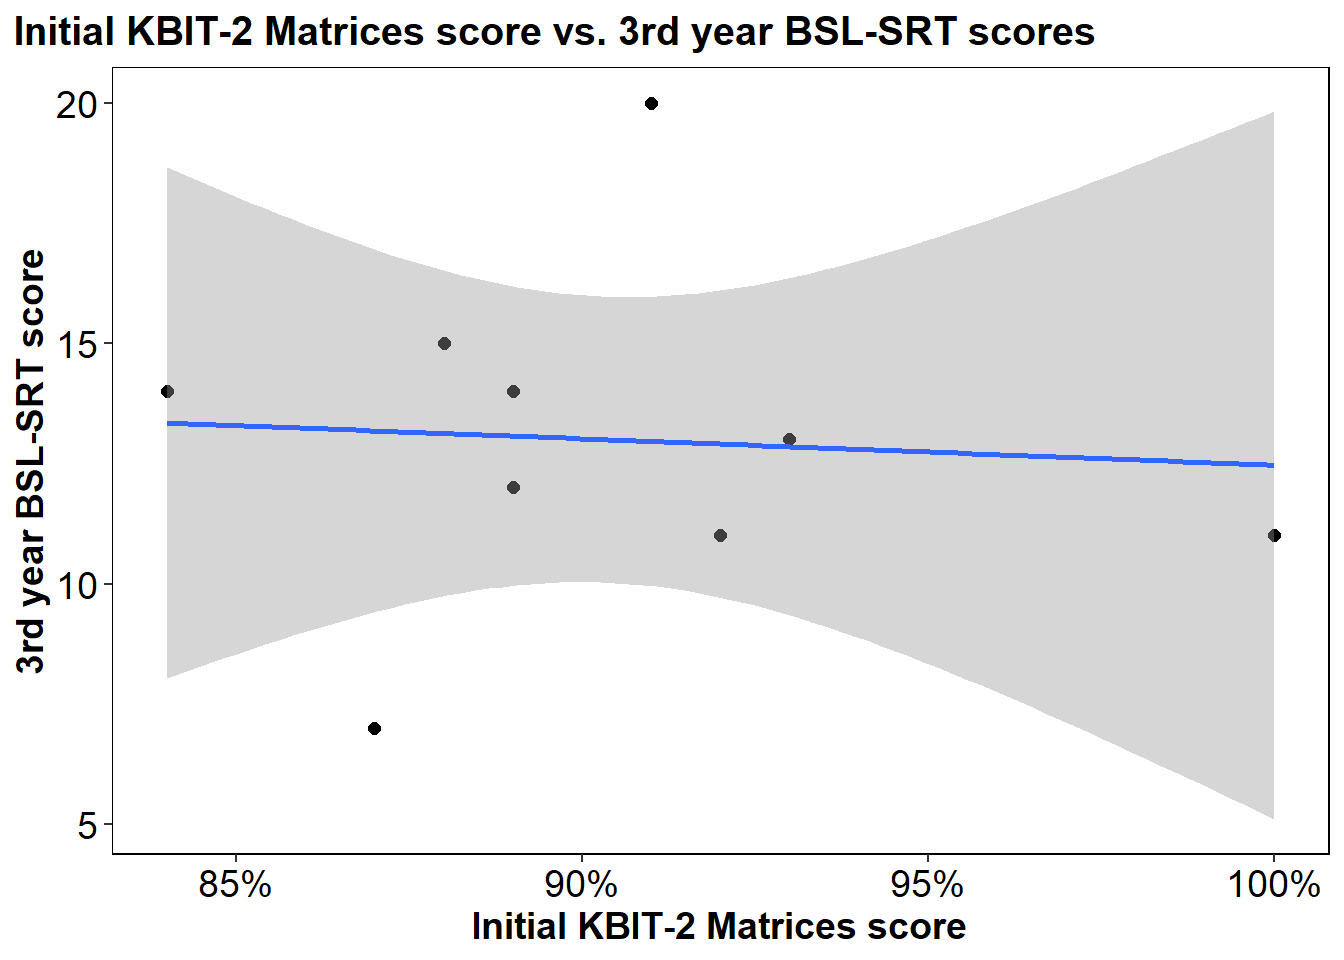 Initial KBIT-2 Matrices score vs. 3rd year BSL-SRT scores
3rd year BSL-SRT score
20
15
10
5
85% 90% 95% 100%
Initial KBIT-2 Matrices score